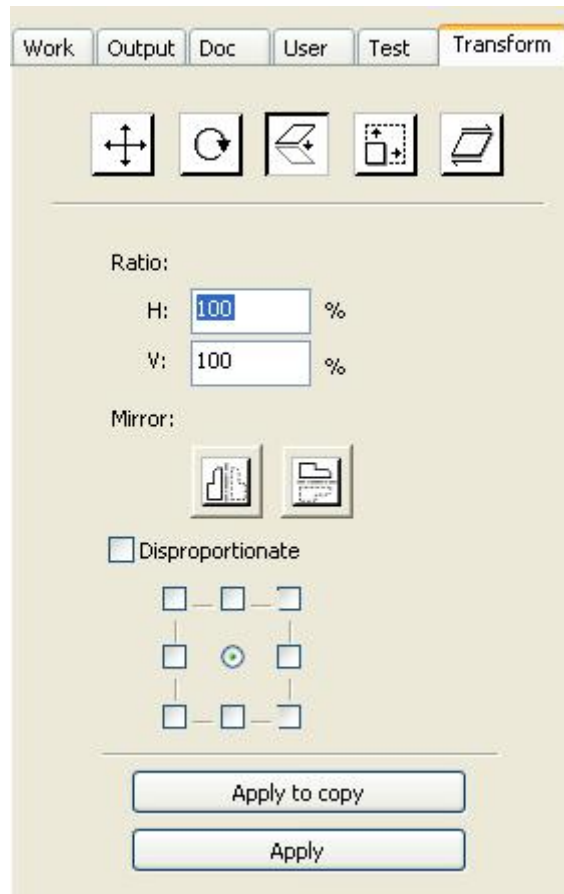 Work Output Doc User Test Transform
Ratio:
H: 100 %
V: 100 %
Mirror:
Disproportionate
Apply to copy
Apply